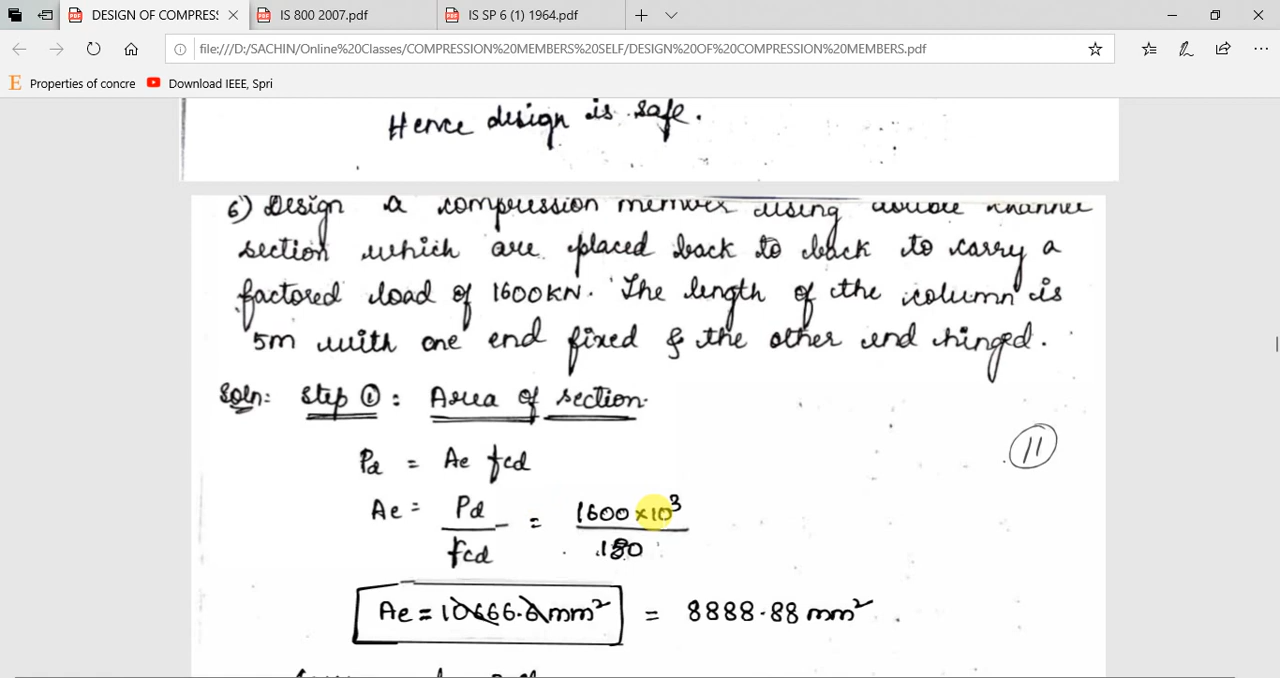 DESIGN OF COMPRESS
IS 800 2007.pdf
IS SP 6 (1) 1964.pdf
file:///D:/SACHIN/Online%20Classes/COMPRESSION%20MEMBERS%20SELF/DESIGN%20OF%20COMPRESSION%20MEMBERS.pdf
E Properties of concre
Download IEEE, Spri
Hence design is safe.
6) Design a compression member using double channel
section which are placed back to back to carry a
factored load of 1600KN. The length of the column is
5m with one end fixed & the other end hinged.
Soln: Step ①: Area of section.
11
Pd = Ae fcd
Ae = Pd / fcd = 1600×10³ / 180
Ae = 10666.6 mm² = 8888.88 mm²